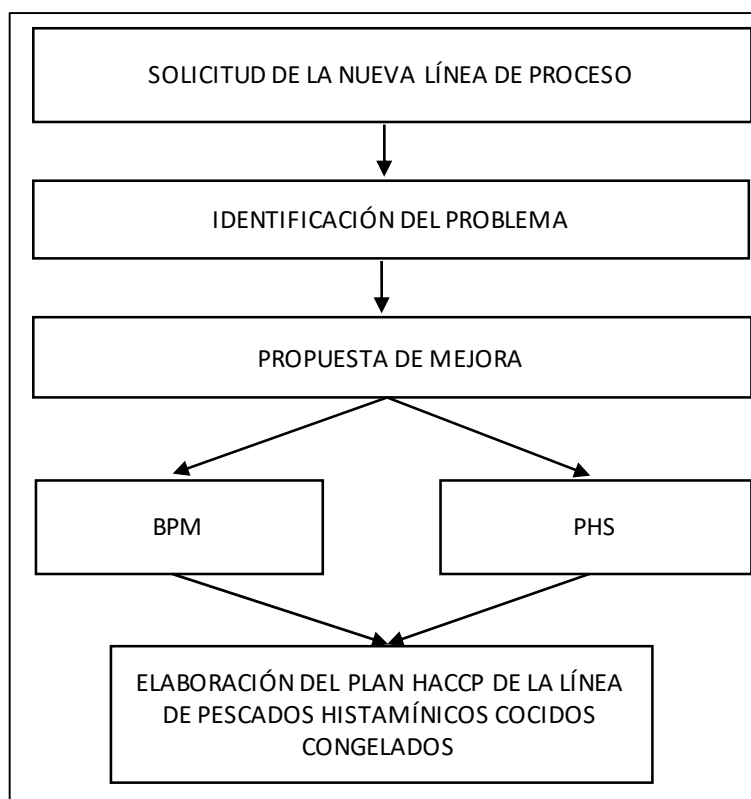 SOLICITUD DE LA NUEVA LÍNEA DE PROCESO
IDENTIFICACIÓN DEL PROBLEMA
PROPUESTA DE MEJORA
BPM
PHS
ELABORACIÓN DEL PLAN HACCP DE LA LÍNEA
DE PESCADOS HISTAMÍNICOS COCIDOS
CONGELADOS